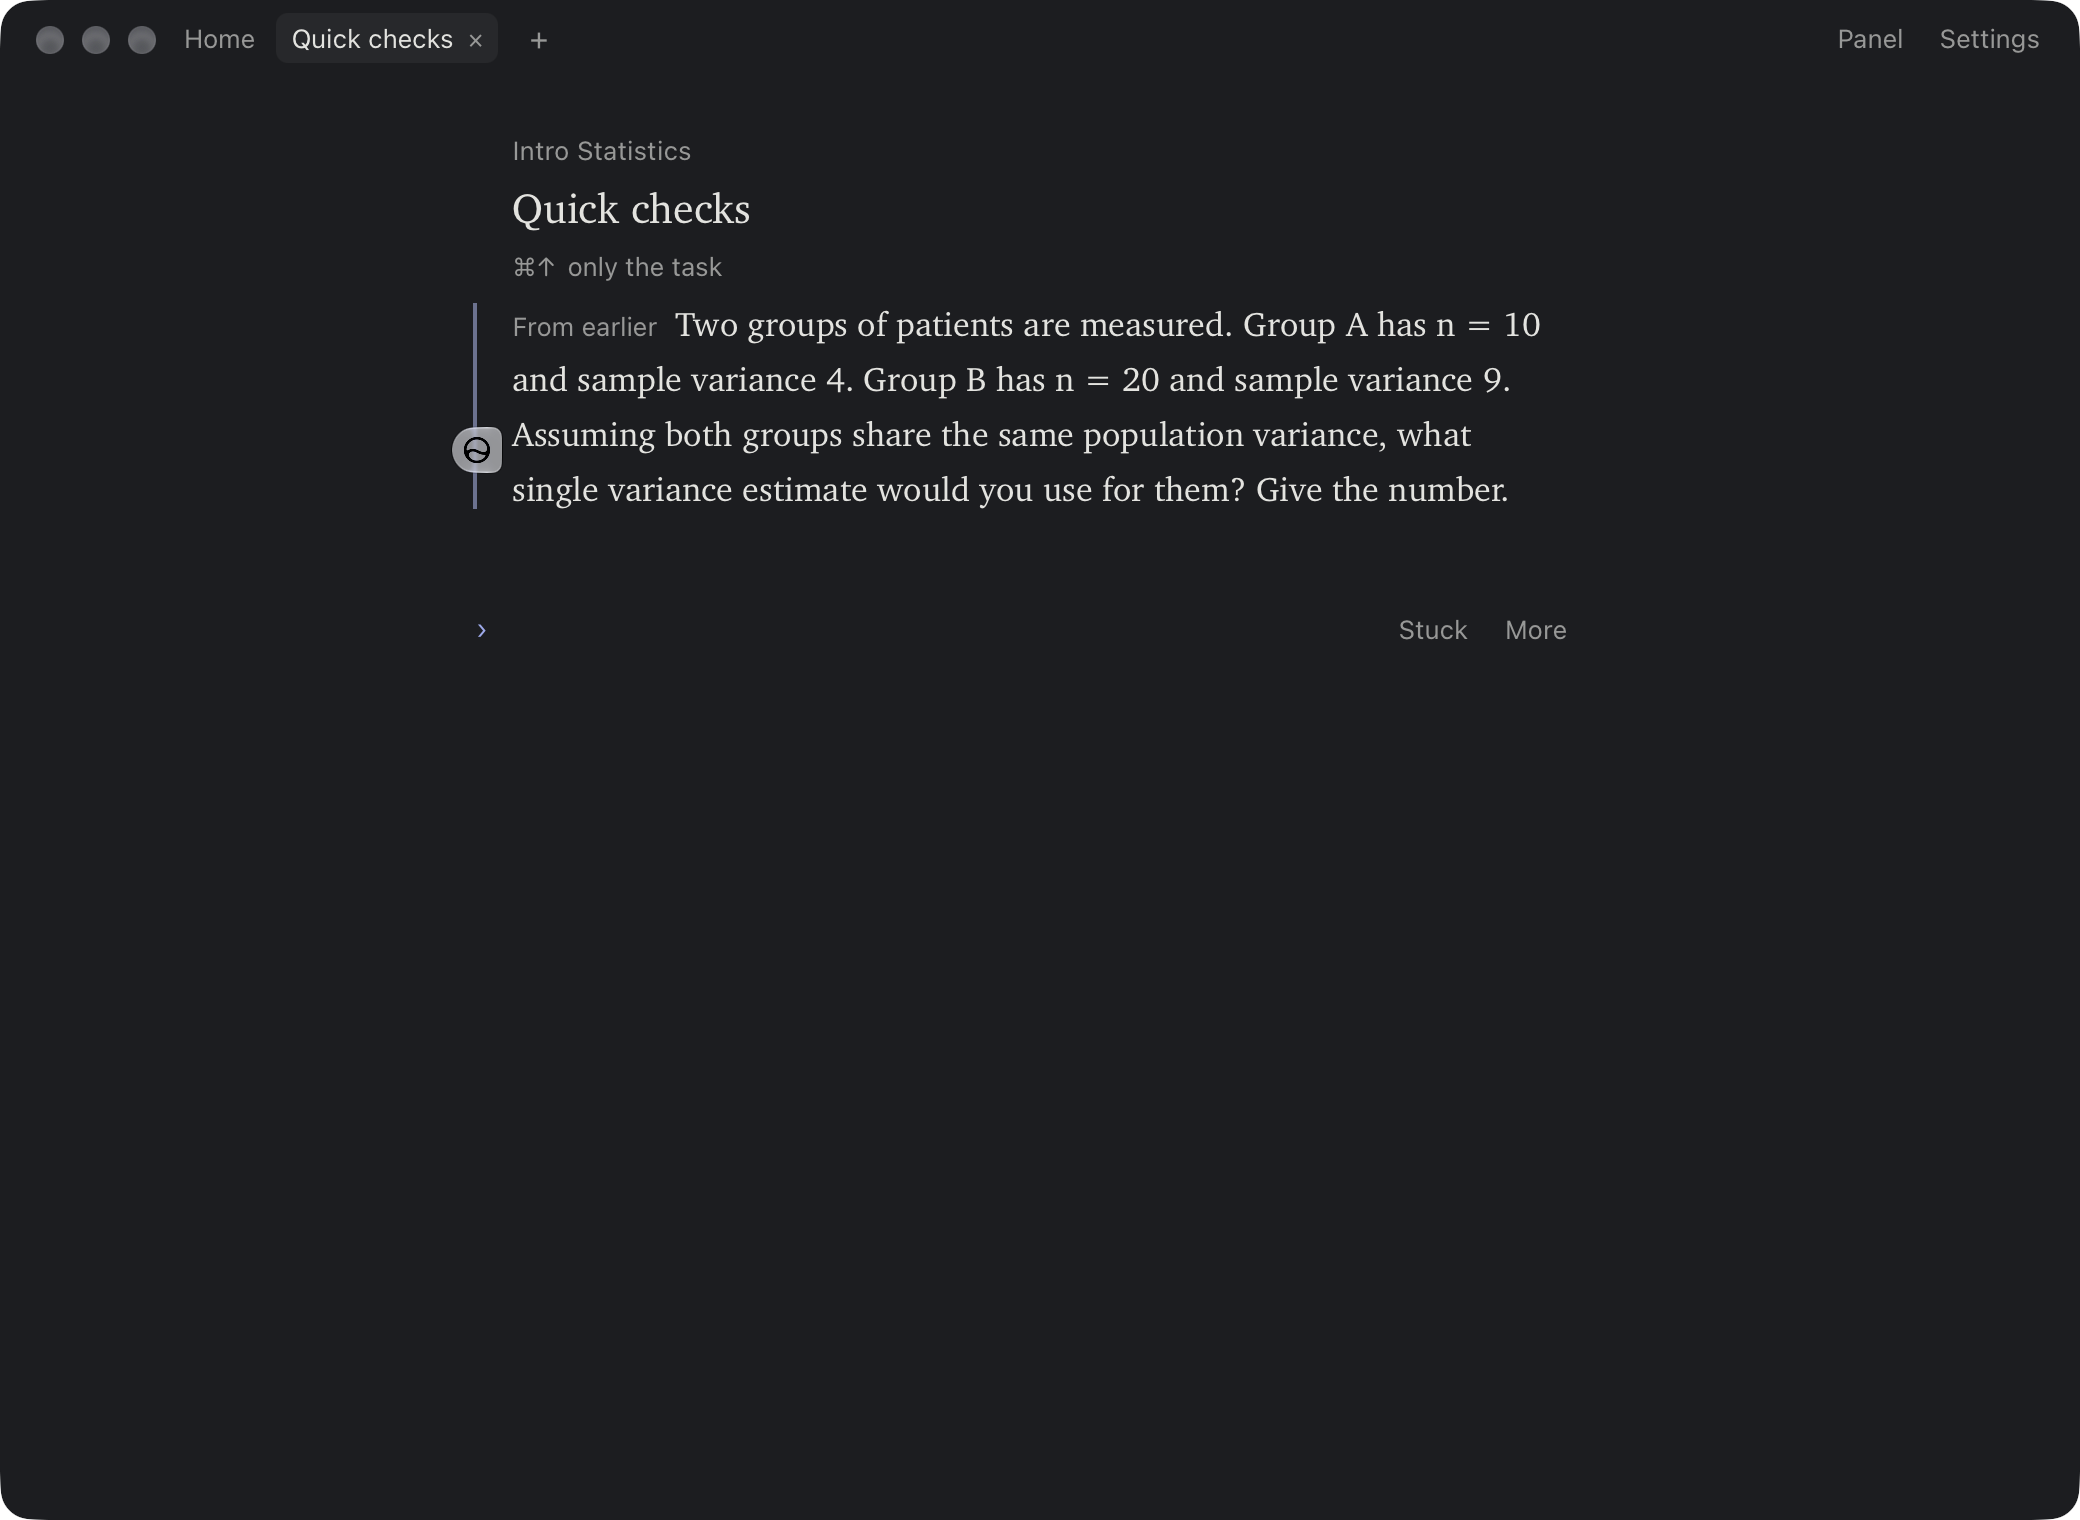 Home
Quick checks ×
+
Panel
Settings
Intro Statistics
Quick checks
⌘↑ only the task
From earlier Two groups of patients are measured. Group A has n = 10
and sample variance 4. Group B has n = 20 and sample variance 9.
Assuming both groups share the same population variance, what
single variance estimate would you use for them? Give the number.
›
Stuck
More